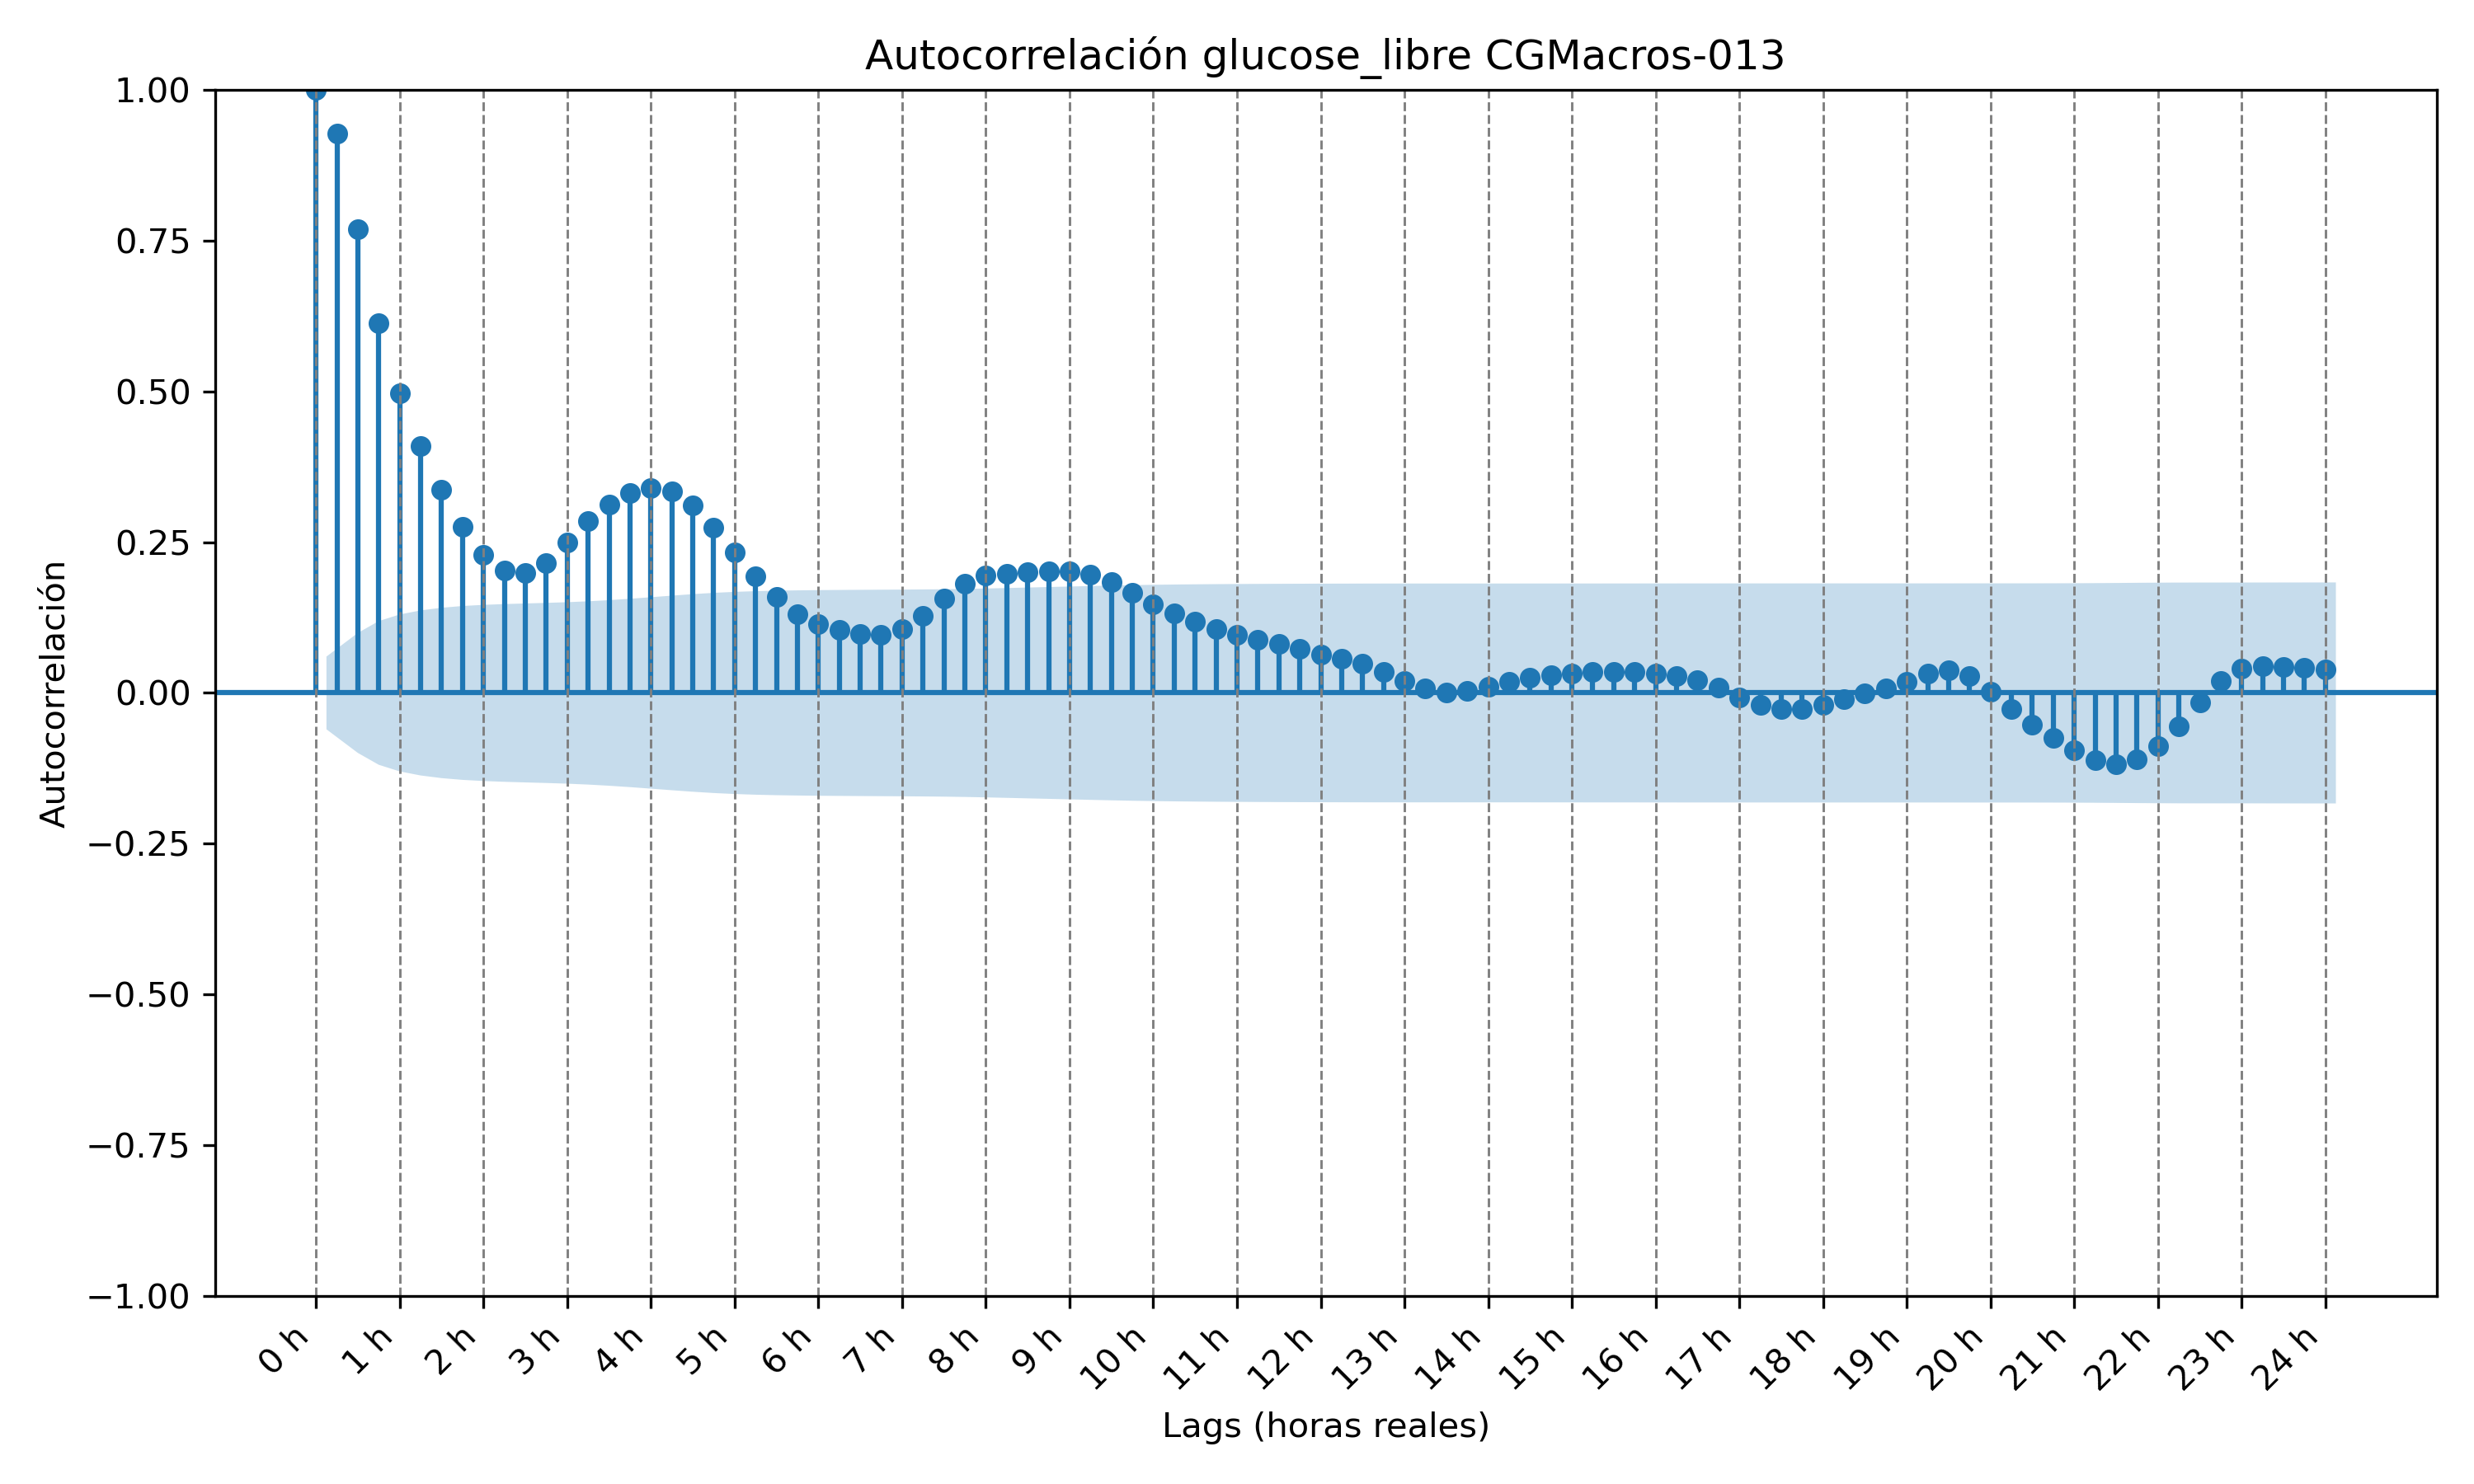 Autocorrelación glucose_libre CGMacros-013
1.00
0.75
0.50
0.25
0.00
−0.25
−0.50
−0.75
−1.00
Autocorrelación
0 h
1 h
2 h
3 h
4 h
5 h
6 h
7 h
8 h
9 h
10 h
11 h
12 h
13 h
14 h
15 h
16 h
17 h
18 h
19 h
20 h
21 h
22 h
23 h
24 h
Lags (horas reales)